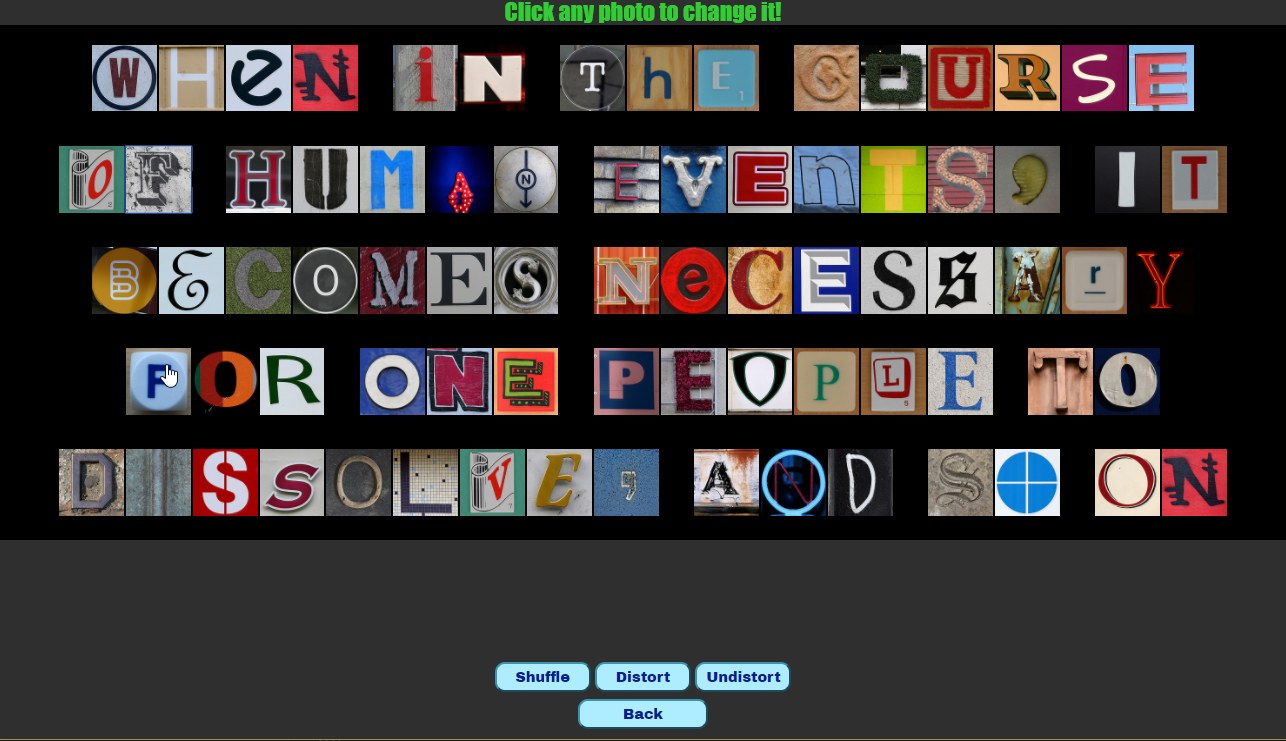 Click any photo to change it!
WHeN iN The COURSE
OF HUMAN EVENTS, IT
BECOMES NeCESSArY
FOR ONE PEOPLE TO
DISSOLVE, AND SO ON
Shuffle Distort Undistort
Back